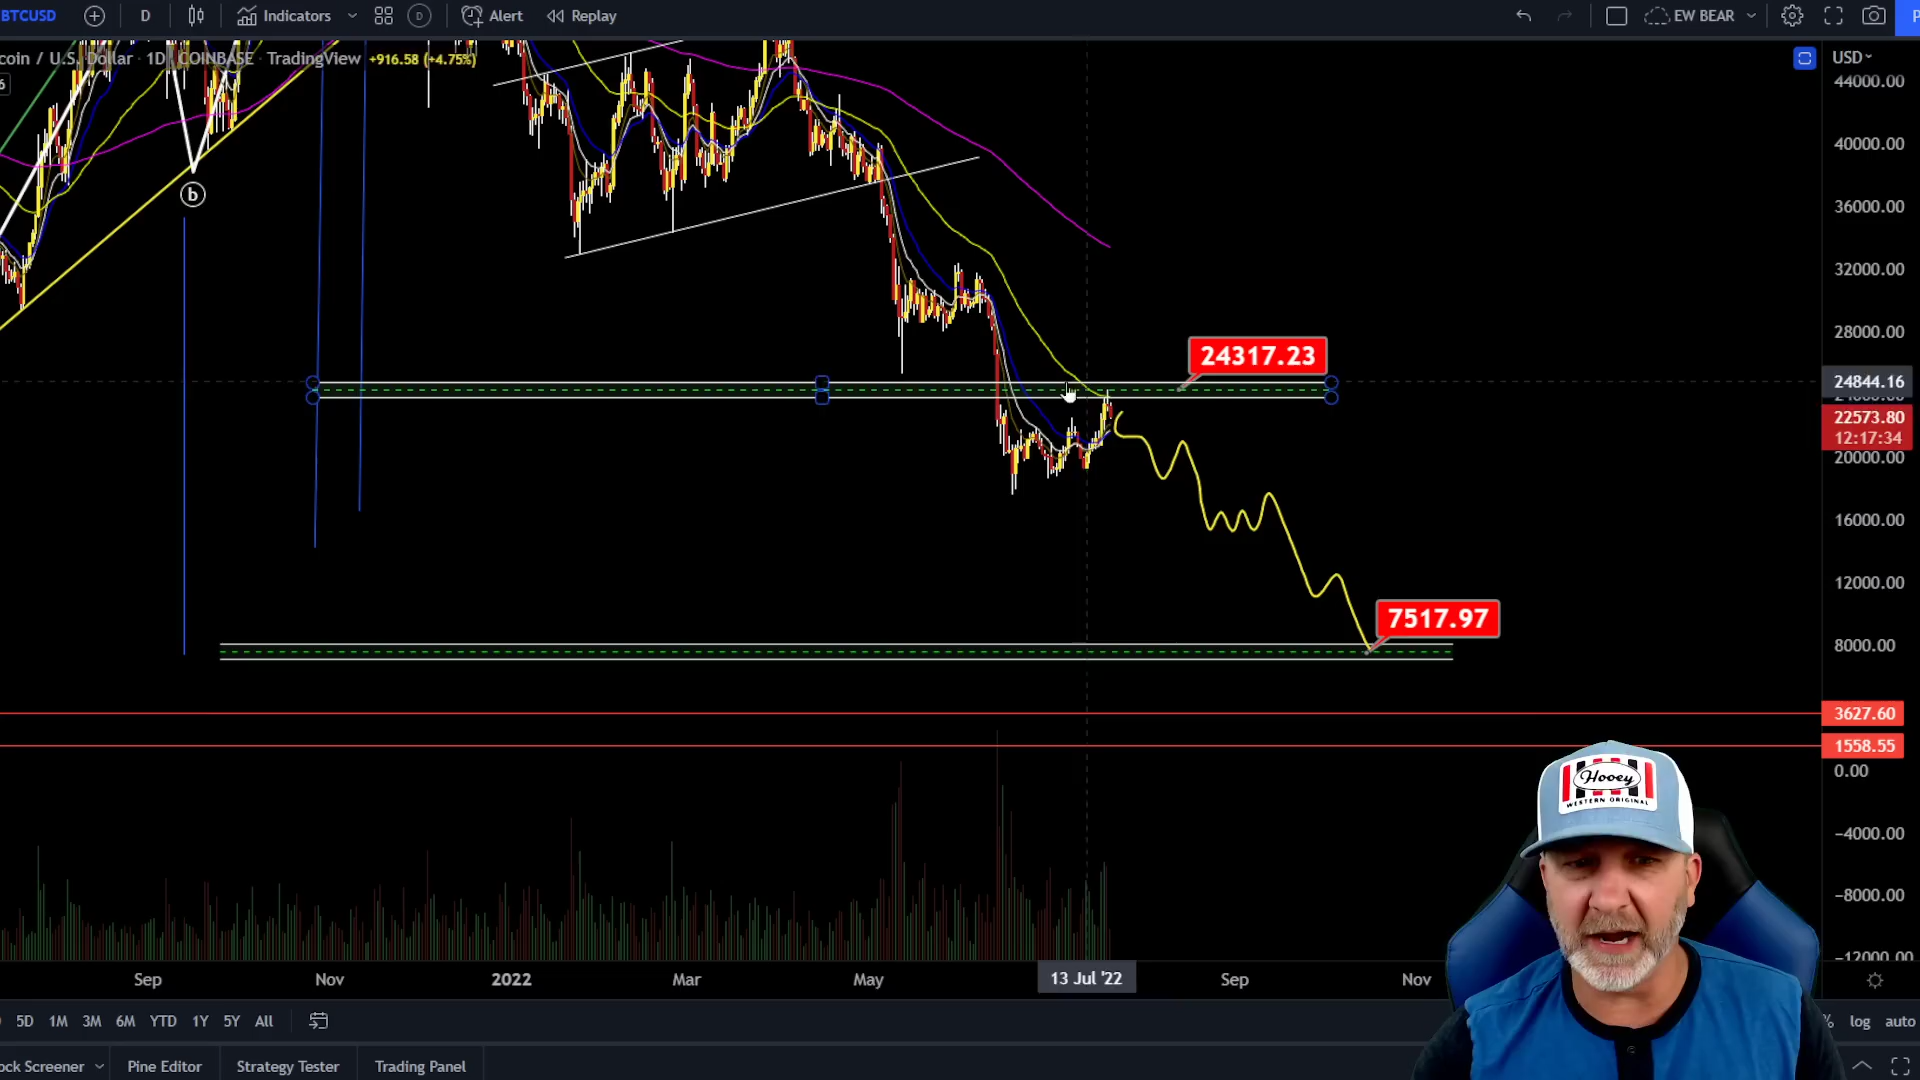 BTCUSD D Indicators D Alert Replay EW BEAR
coin / U.S. Dollar · 1D · COINBASE · TradingView +916.58 (+4.75%) USD
6
44000.00
40000.00
b
36000.00
32000.00
28000.00
24317.23
24844.16
22573.80
12:17:34
20000.00
16000.00
12000.00
7517.97
8000.00
3627.60
1558.55
0.00
Hooey
WESTERN ORIGINAL
−4000.00
−8000.00
−12000.00
Sep Nov 2022 Mar May 13 Jul '22 Sep Nov
5D 1M 3M 6M YTD 1Y 5Y All % log auto
ock Screener Pine Editor Strategy Tester Trading Panel